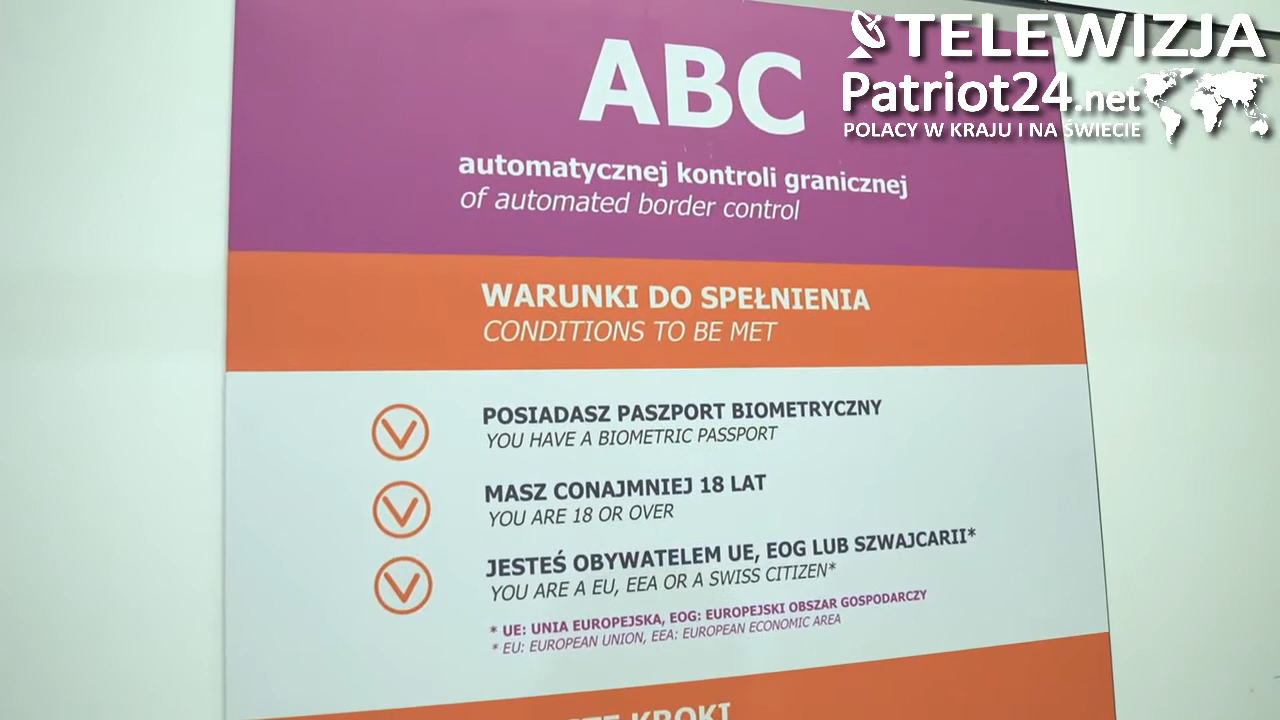 TELEWIZJA
Patriot24.net
POLACY W KRAJU I NA ŚWIECIE
ABC
automatycznej kontroli granicznej
of automated border control
WARUNKI DO SPEŁNIENIA
CONDITIONS TO BE MET
POSIADASZ PASZPORT BIOMETRYCZNY
YOU HAVE A BIOMETRIC PASSPORT
MASZ CONAJMNIEJ 18 LAT
YOU ARE 18 OR OVER
JESTEŚ OBYWATELEM UE, EOG LUB SZWAJCARII*
YOU ARE A EU, EEA OR A SWISS CITIZEN*
* UE: UNIA EUROPEJSKA, EOG: EUROPEJSKI OBSZAR GOSPODARCZY
* EU: EUROPEAN UNION, EEA: EUROPEAN ECONOMIC AREA
KROKI